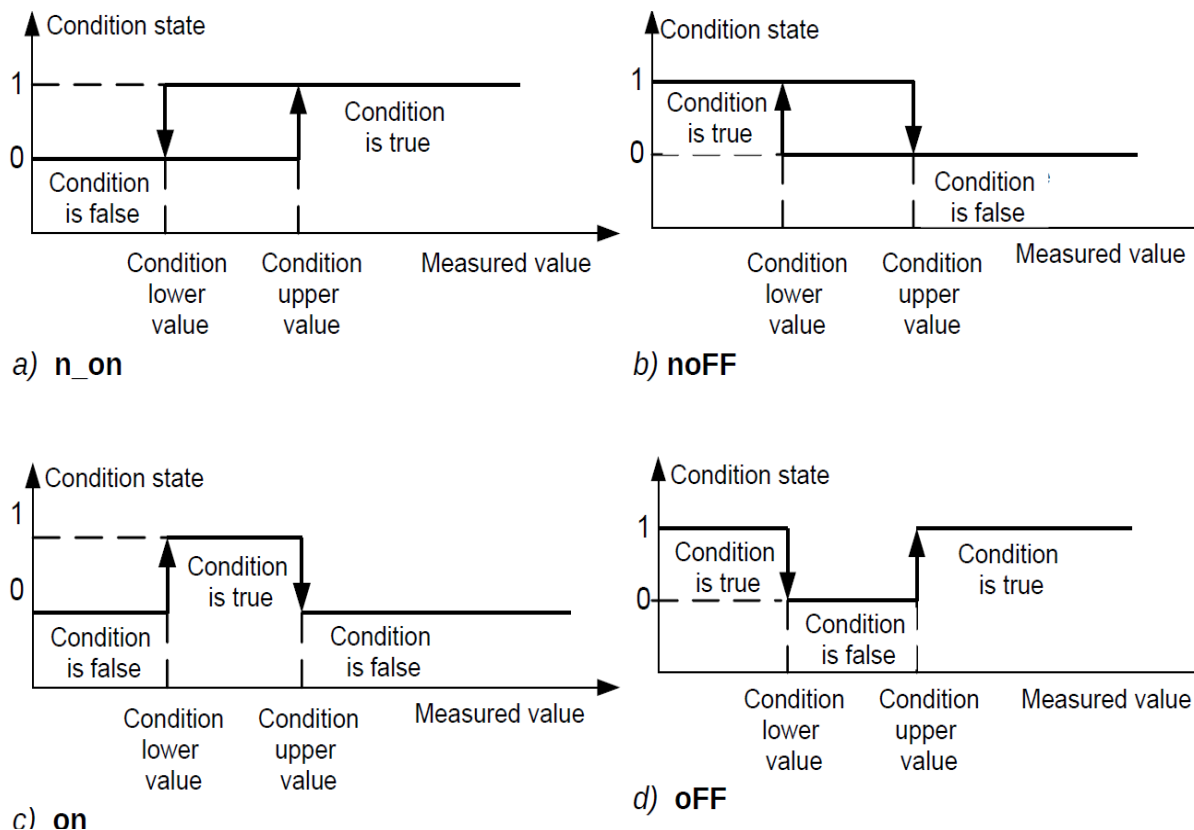 Condition state
1
0
Condition
is true
Condition
is false
Condition
lower
value
Condition
upper
value
Measured value
a) n_on
Condition state
1
0
Condition
is true
Condition
is false
Condition
lower
value
Condition
upper
value
Measured value
b) noFF
Condition state
1
0
Condition
is true
Condition
is false
Condition
is false
Condition
lower
value
Condition
upper
value
Measured value
c) on
Condition state
1
0
Condition
is true
Condition
is false
Condition
is true
Condition
lower
value
Condition
upper
value
Measured value
d) oFF